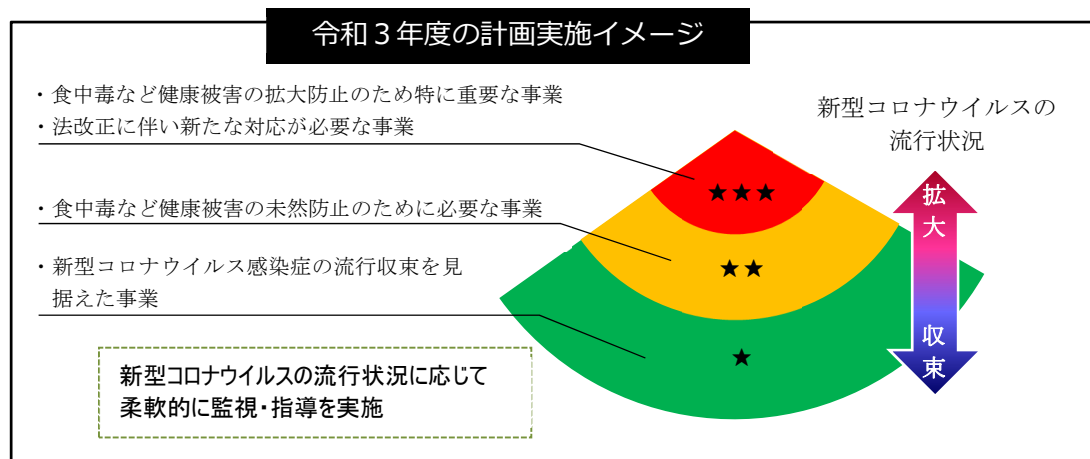 令和３年度の計画実施イメージ
・食中毒など健康被害の拡大防止のため特に重要な事業
・法改正に伴い新たな対応が必要な事業
・食中毒など健康被害の未然防止のために必要な事業
・新型コロナウイルス感染症の流行収束を見
据えた事業
新型コロナウイルスの流行状況に応じて
柔軟的に監視・指導を実施
★★★
★★
★
新型コロナウイルスの
流行状況
拡大
収束